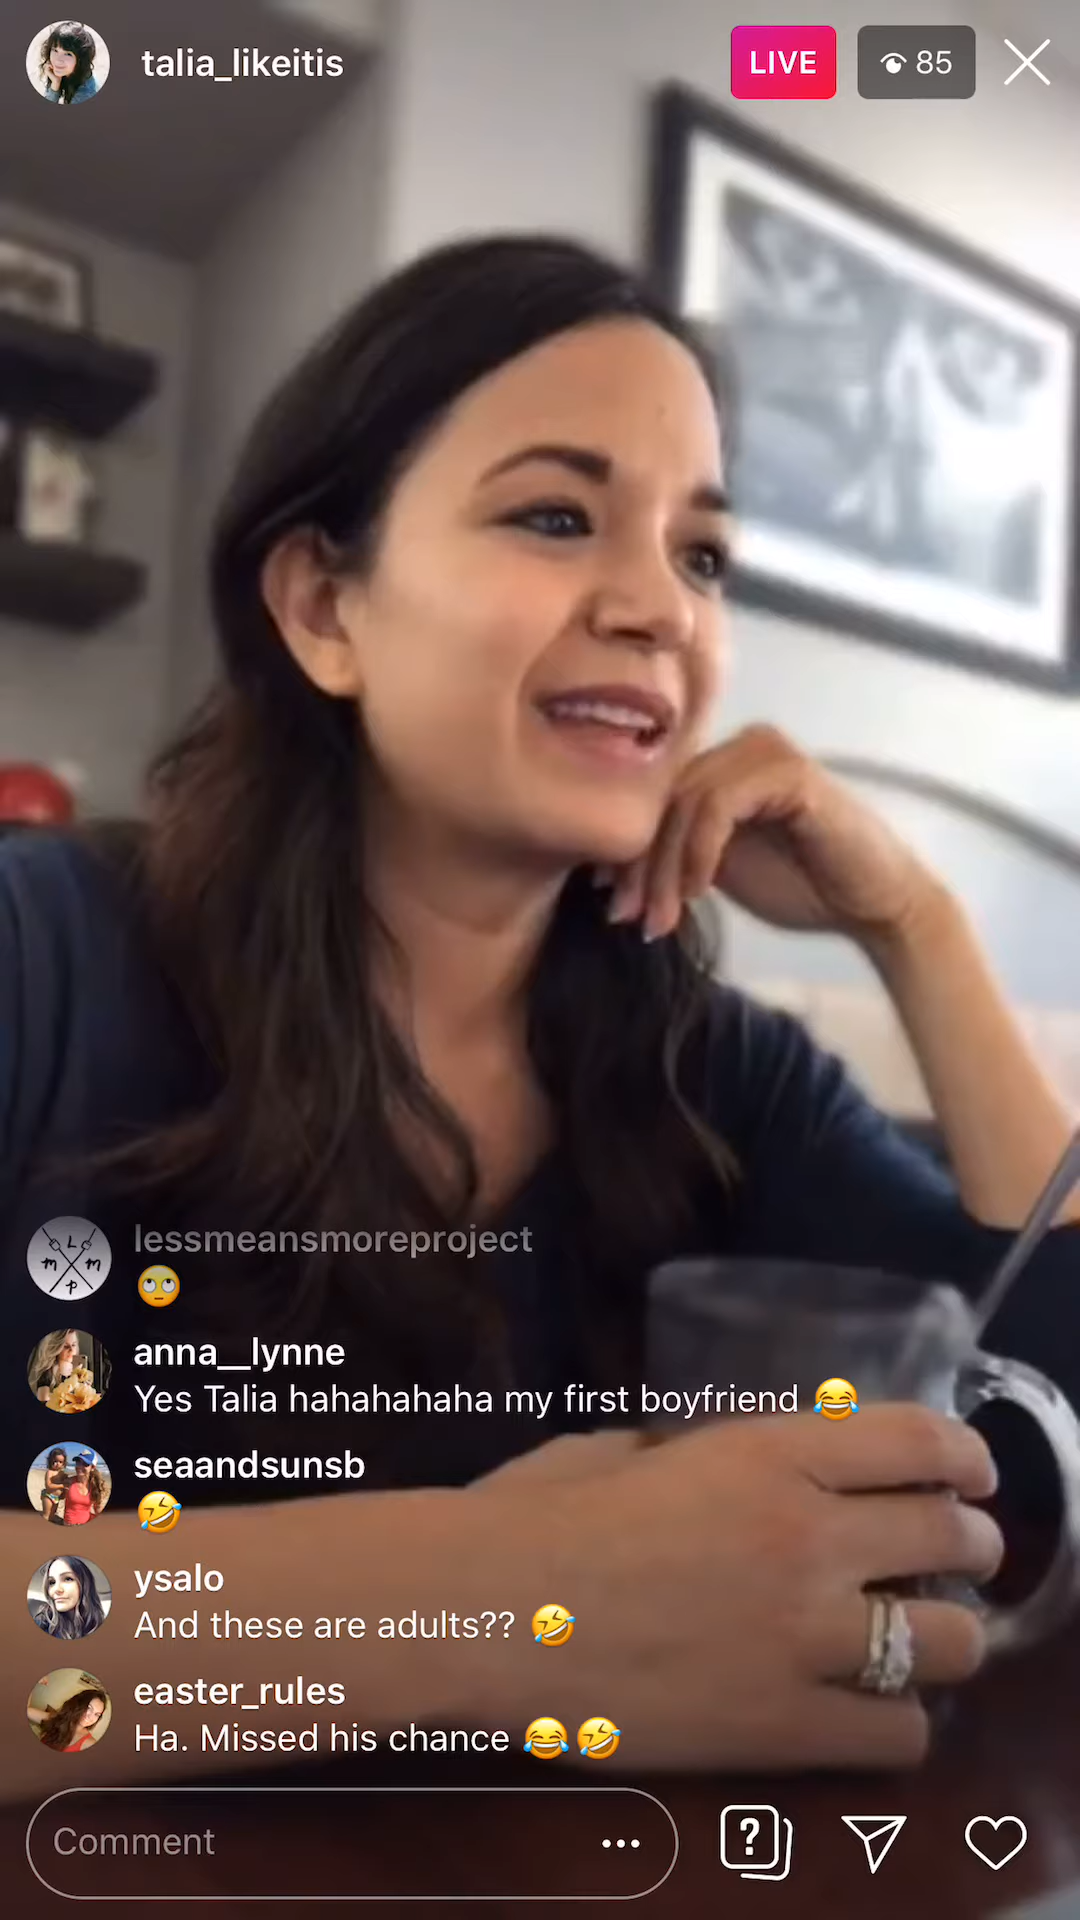 talia_likeitis
LIVE
85
L
m m
p
lessmeansmoreproject
🙄
anna__lynne
Yes Talia hahahahaha my first boyfriend 😂
seaandsunsb
🤣
ysalo
And these are adults?? 🤣
easter_rules
Ha. Missed his chance 😂🤣
Comment
?